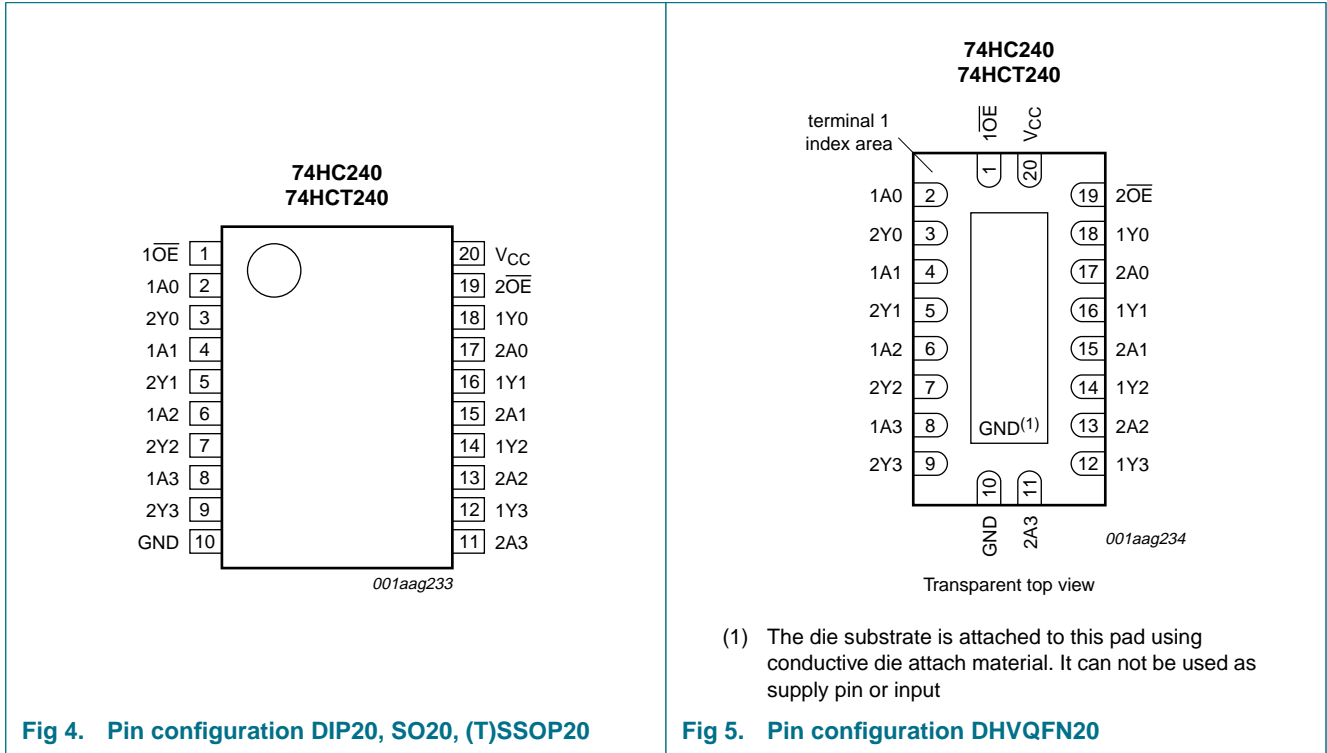 74HC240
74HCT240
1OE 1
1A0 2
2Y0 3
1A1 4
2Y1 5
1A2 6
2Y2 7
1A3 8
2Y3 9
GND 10
20 VCC
19 2OE
18 1Y0
17 2A0
16 1Y1
15 2A1
14 1Y2
13 2A2
12 1Y3
11 2A3
001aag233
Fig 4. Pin configuration DIP20, SO20, (T)SSOP20
74HC240
74HCT240
terminal 1
index area
1OE
VCC
1
20
1A0 2
2Y0 3
1A1 4
2Y1 5
1A2 6
2Y2 7
1A3 8
2Y3 9
19 2OE
18 1Y0
17 2A0
16 1Y1
15 2A1
14 1Y2
13 2A2
12 1Y3
GND(1)
10
11
GND
2A3
001aag234
Transparent top view
(1) The die substrate is attached to this pad using
conductive die attach material. It can not be used as
supply pin or input
Fig 5. Pin configuration DHVQFN20